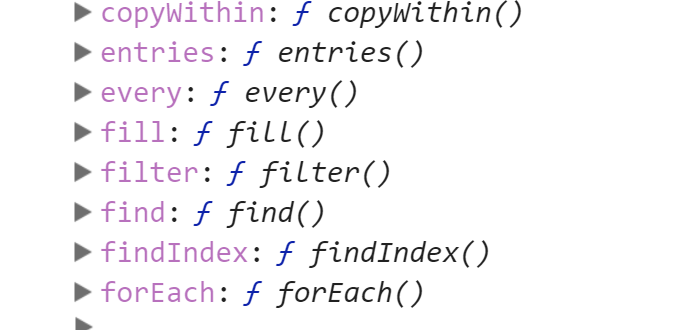 copyWithin: ƒ copyWithin()
entries: ƒ entries()
every: ƒ every()
fill: ƒ fill()
filter: ƒ filter()
find: ƒ find()
findIndex: ƒ findIndex()
forEach: ƒ forEach()